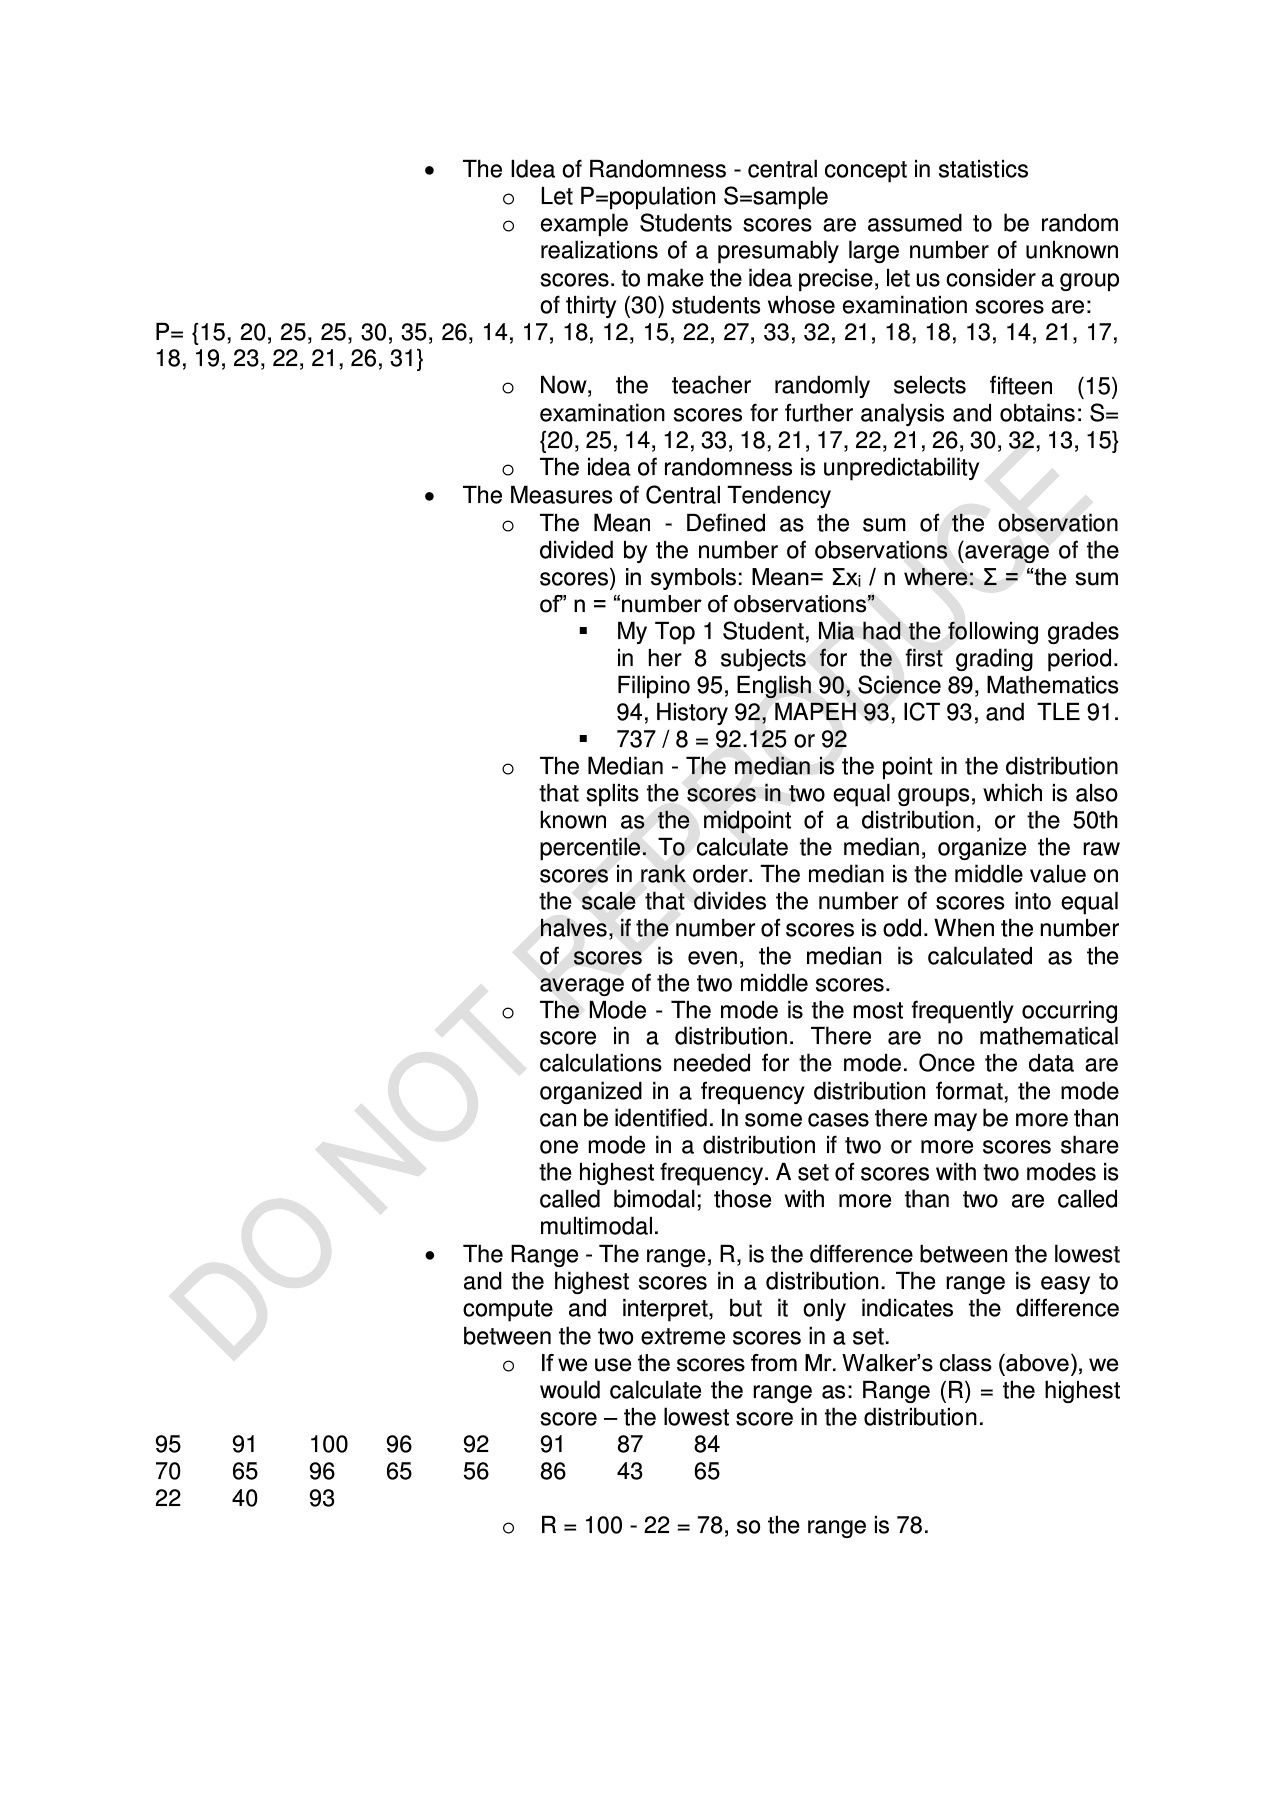 • The Idea of Randomness - central concept in statistics
o Let P=population S=sample
o example Students scores are assumed to be random
realizations of a presumably large number of unknown
scores. to make the idea precise, let us consider a group
of thirty (30) students whose examination scores are:
P= {15, 20, 25, 25, 30, 35, 26, 14, 17, 18, 12, 15, 22, 27, 33, 32, 21, 18, 18, 13, 14, 21, 17,
18, 19, 23, 22, 21, 26, 31}
o Now, the teacher randomly selects fifteen (15)
examination scores for further analysis and obtains: S=
{20, 25, 14, 12, 33, 18, 21, 17, 22, 21, 26, 30, 32, 13, 15}
o The idea of randomness is unpredictability
• The Measures of Central Tendency
o The Mean - Defined as the sum of the observation
divided by the number of observations (average of the
scores) in symbols: Mean= Σxᵢ / n where: Σ = “the sum
of” n = “number of observations”
▪ My Top 1 Student, Mia had the following grades
in her 8 subjects for the first grading period.
Filipino 95, English 90, Science 89, Mathematics
94, History 92, MAPEH 93, ICT 93, and TLE 91.
▪ 737 / 8 = 92.125 or 92
o The Median - The median is the point in the distribution
that splits the scores in two equal groups, which is also
known as the midpoint of a distribution, or the 50th
percentile. To calculate the median, organize the raw
scores in rank order. The median is the middle value on
the scale that divides the number of scores into equal
halves, if the number of scores is odd. When the number
of scores is even, the median is calculated as the
average of the two middle scores.
o The Mode - The mode is the most frequently occurring
score in a distribution. There are no mathematical
calculations needed for the mode. Once the data are
organized in a frequency distribution format, the mode
can be identified. In some cases there may be more than
one mode in a distribution if two or more scores share
the highest frequency. A set of scores with two modes is
called bimodal; those with more than two are called
multimodal.
• The Range - The range, R, is the difference between the lowest
and the highest scores in a distribution. The range is easy to
compute and interpret, but it only indicates the difference
between the two extreme scores in a set.
o If we use the scores from Mr. Walker’s class (above), we
would calculate the range as: Range (R) = the highest
score – the lowest score in the distribution.
95 91 100 96 92 91 87 84
70 65 96 65 56 86 43 65
22 40 93
o R = 100 - 22 = 78, so the range is 78.
DO NOT REPRODUCE